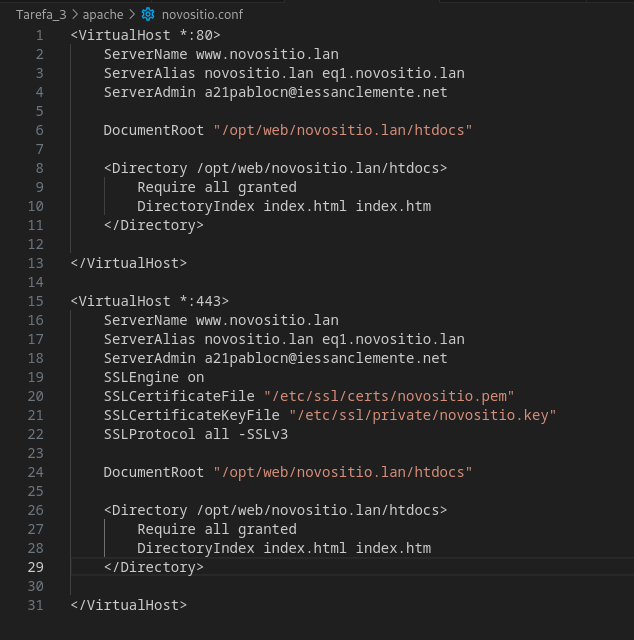 Tarefa_3 > apache > novositio.conf
1 <VirtualHost *:80>
2 ServerName www.novositio.lan
3 ServerAlias novositio.lan eq1.novositio.lan
4 ServerAdmin a21pablocn@iessanclemente.net
5
6 DocumentRoot "/opt/web/novositio.lan/htdocs"
7
8 <Directory /opt/web/novositio.lan/htdocs>
9 Require all granted
10 DirectoryIndex index.html index.htm
11 </Directory>
12
13 </VirtualHost>
14
15 <VirtualHost *:443>
16 ServerName www.novositio.lan
17 ServerAlias novositio.lan eq1.novositio.lan
18 ServerAdmin a21pablocn@iessanclemente.net
19 SSLEngine on
20 SSLCertificateFile "/etc/ssl/certs/novositio.pem"
21 SSLCertificateKeyFile "/etc/ssl/private/novositio.key"
22 SSLProtocol all -SSLv3
23
24 DocumentRoot "/opt/web/novositio.lan/htdocs"
25
26 <Directory /opt/web/novositio.lan/htdocs>
27 Require all granted
28 DirectoryIndex index.html index.htm
29 </Directory>
30
31 </VirtualHost>